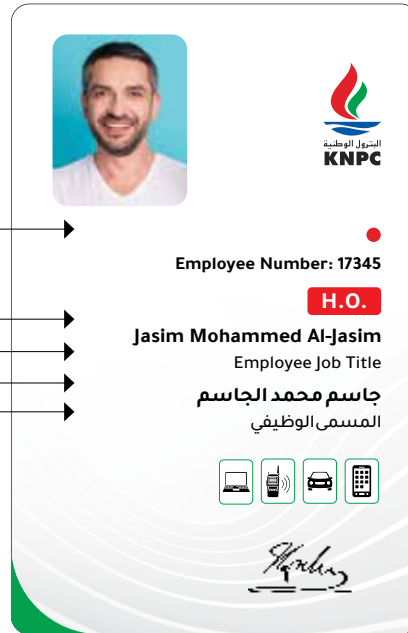 البترول الوطنية
KNPC
Employee Number: 17345
H.O.
Jasim Mohammed Al-Jasim
Employee Job Title
جاسم محمد الجاسم
المسمى الوظيفي